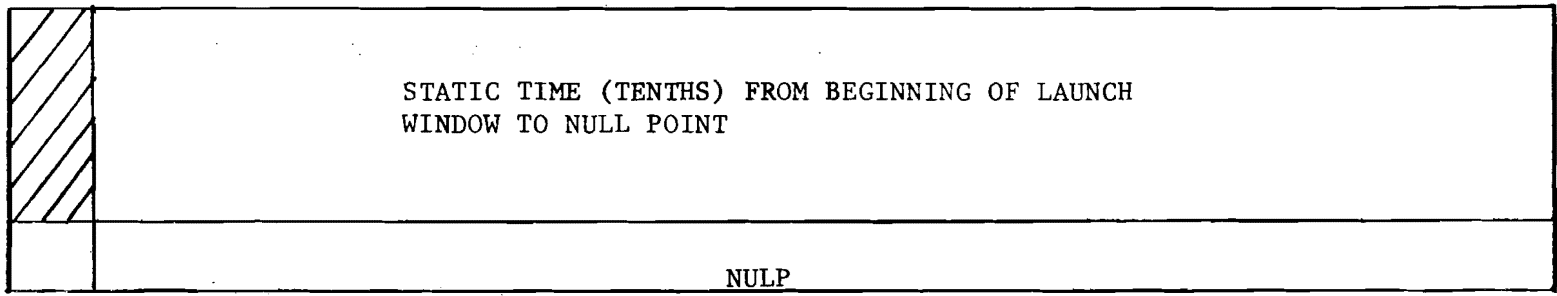 STATIC TIME (TENTHS) FROM BEGINNING OF LAUNCH
WINDOW TO NULL POINT
NULP